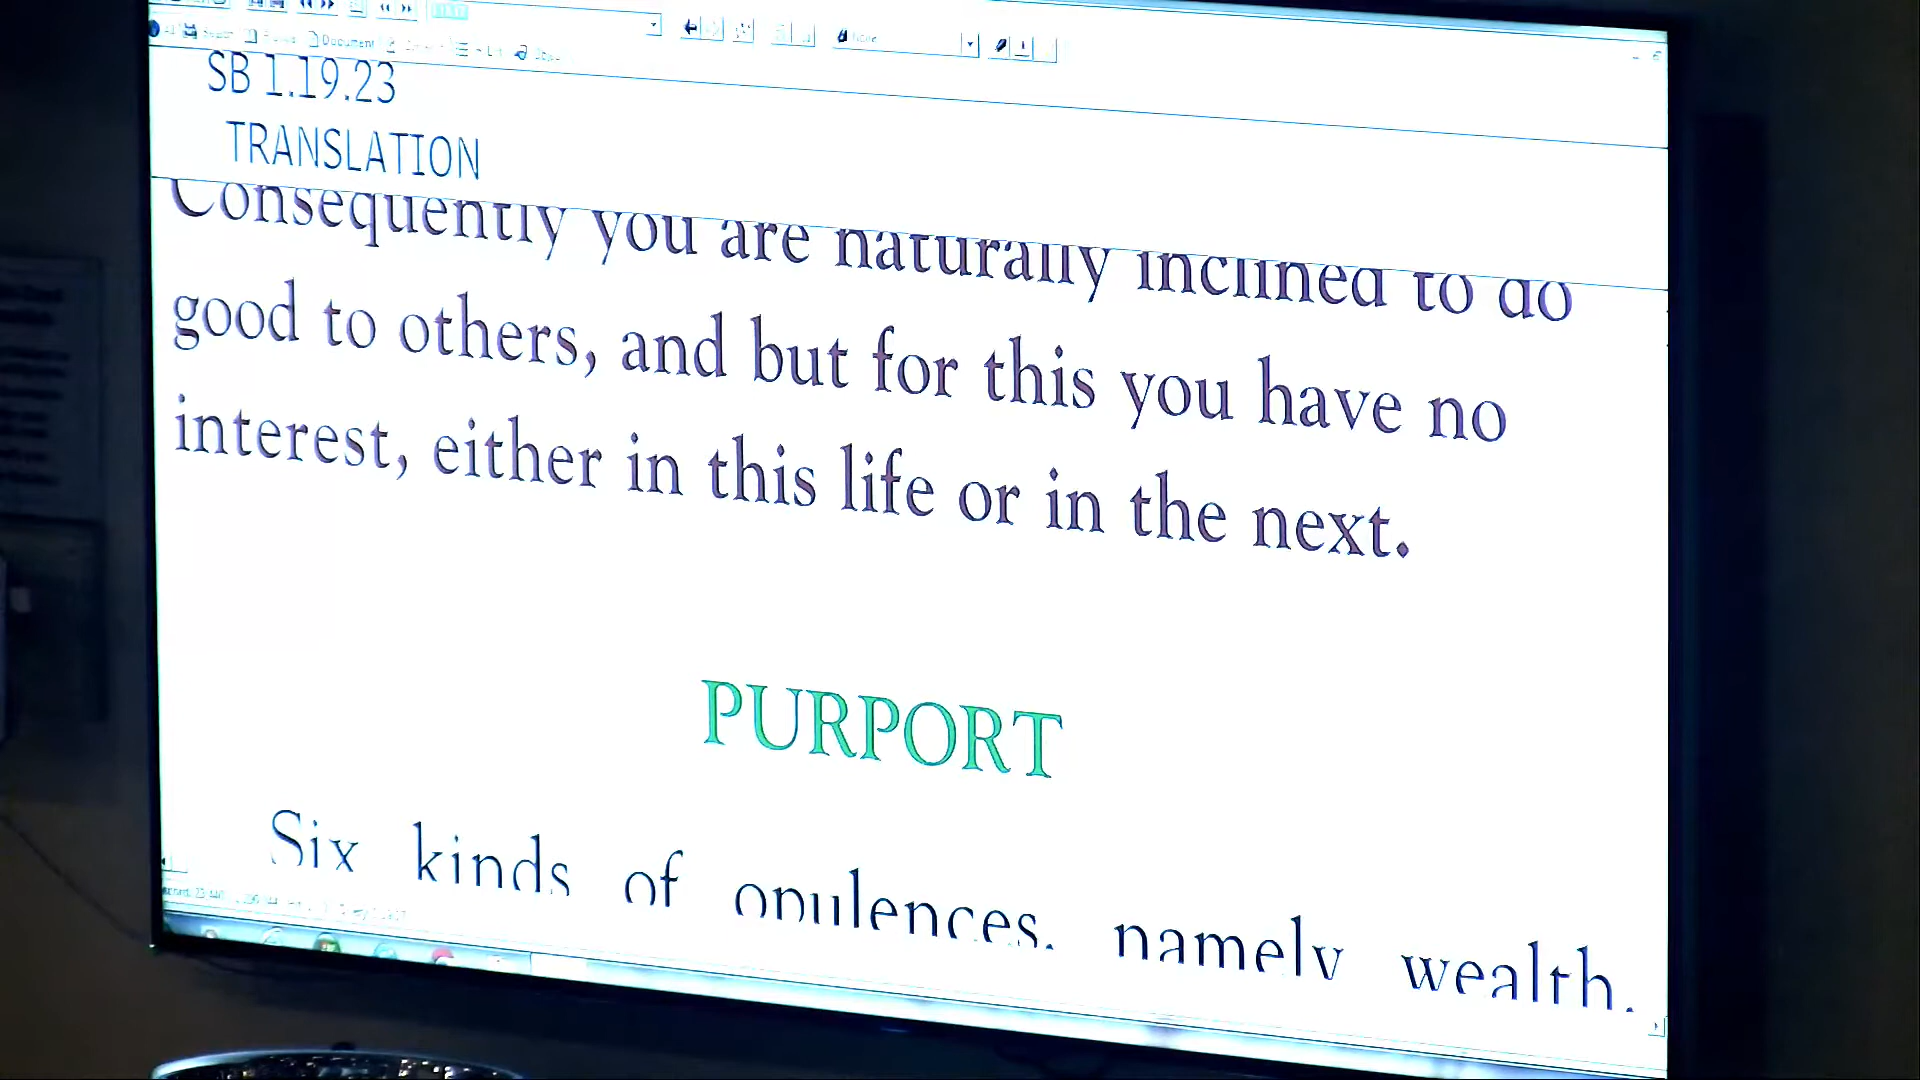 Document
SB 1.19.23
TRANSLATION
Consequently you are naturally inclined to do
good to others, and but for this you have no
interest, either in this life or in the next.
PURPORT
Six kinds of opulences, namely wealth,